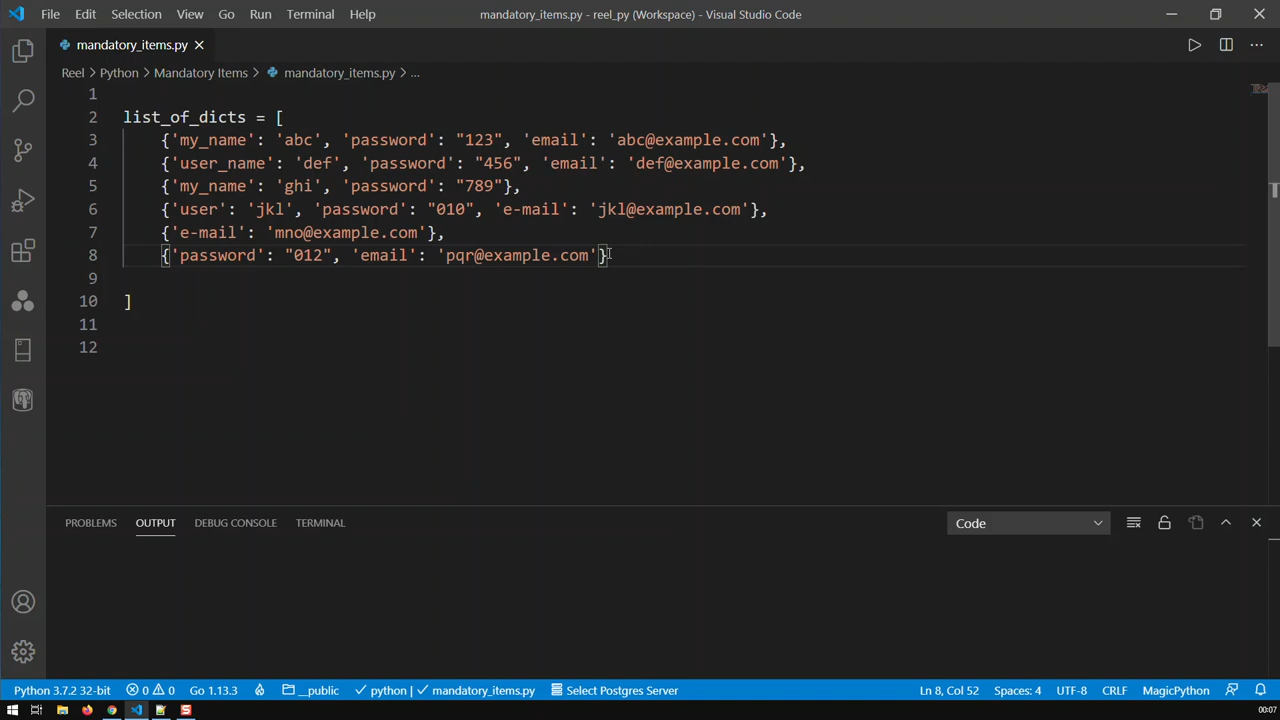 File Edit Selection View Go Run Terminal Help mandatory_items.py - reel_py (Workspace) - Visual Studio Code
mandatory_items.py
Reel > Python > Mandatory Items > mandatory_items.py > ...
1
2 list_of_dicts = [
3 {'my_name': 'abc', 'password': "123", 'email': 'abc@example.com'},
4 {'user_name': 'def', 'password': "456", 'email': 'def@example.com'},
5 {'my_name': 'ghi', 'password': "789"},
6 {'user': 'jkl', 'password': "010", 'e-mail': 'jkl@example.com'},
7 {'e-mail': 'mno@example.com'},
8 {'password': "012", 'email': 'pqr@example.com'}
9
10 ]
11
12
PROBLEMS OUTPUT DEBUG CONSOLE TERMINAL Code
Python 3.7.2 32-bit 0 0 Go 1.13.3 __public python | mandatory_items.py Select Postgres Server Ln 8, Col 52 Spaces: 4 UTF-8 CRLF MagicPython
00:07